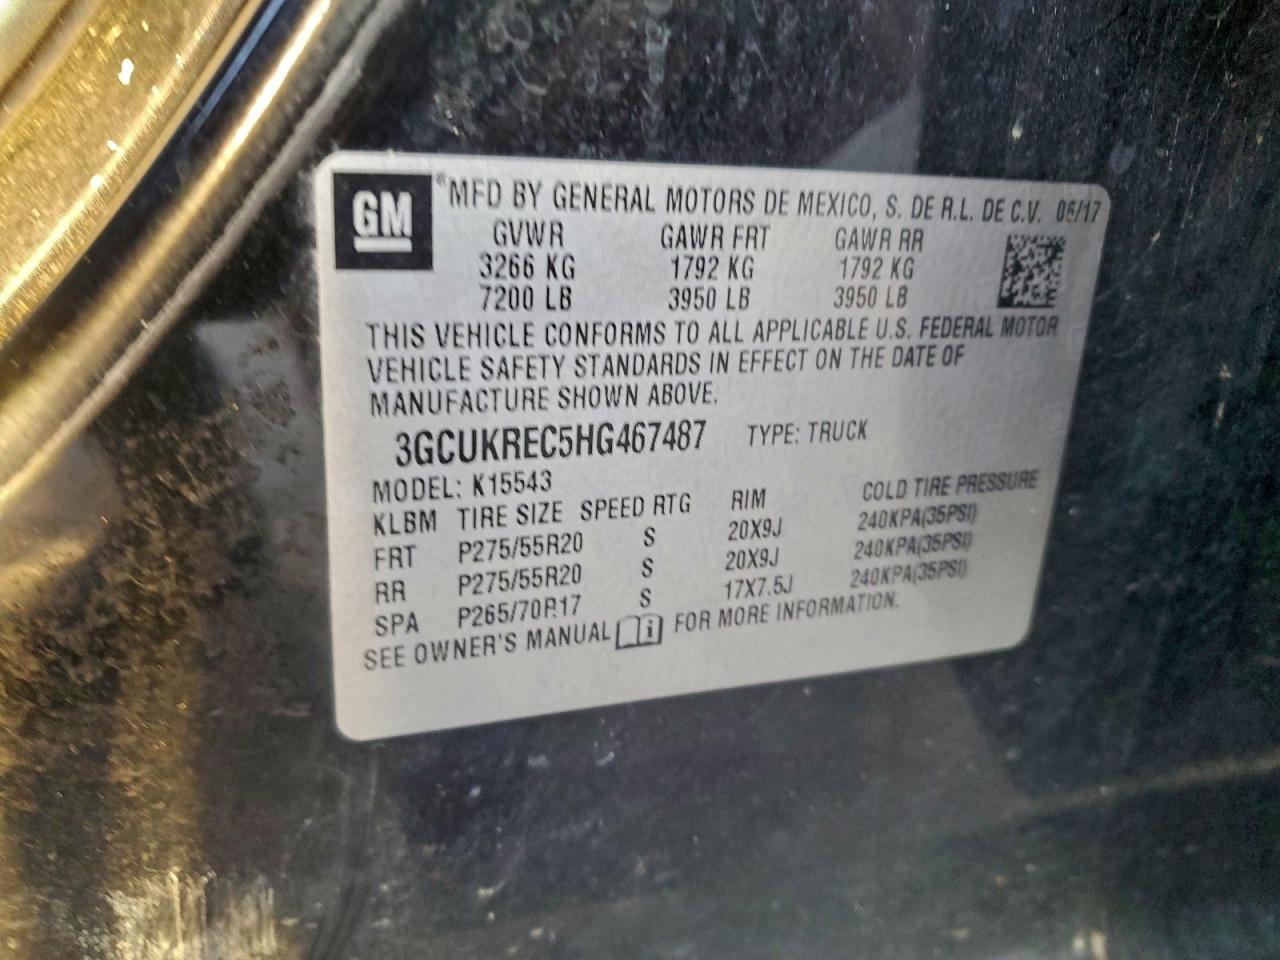 GM ® MFD BY GENERAL MOTORS DE MEXICO, S. DE R.L. DE C.V. 06/17
GVWR GAWR FRT GAWR RR
3266 KG 1792 KG 1792 KG
7200 LB 3950 LB 3950 LB
THIS VEHICLE CONFORMS TO ALL APPLICABLE U.S. FEDERAL MOTOR
VEHICLE SAFETY STANDARDS IN EFFECT ON THE DATE OF
MANUFACTURE SHOWN ABOVE.
3GCUKREC5HG467487 TYPE: TRUCK
MODEL: K15543
KLBM TIRE SIZE SPEED RTG RIM COLD TIRE PRESSURE
FRT P275/55R20 S 20X9J 240KPA(35PSI)
RR P275/55R20 S 20X9J 240KPA(35PSI)
SPA P265/70R17 S 17X7.5J 240KPA(35PSI)
SEE OWNER'S MANUAL i FOR MORE INFORMATION.